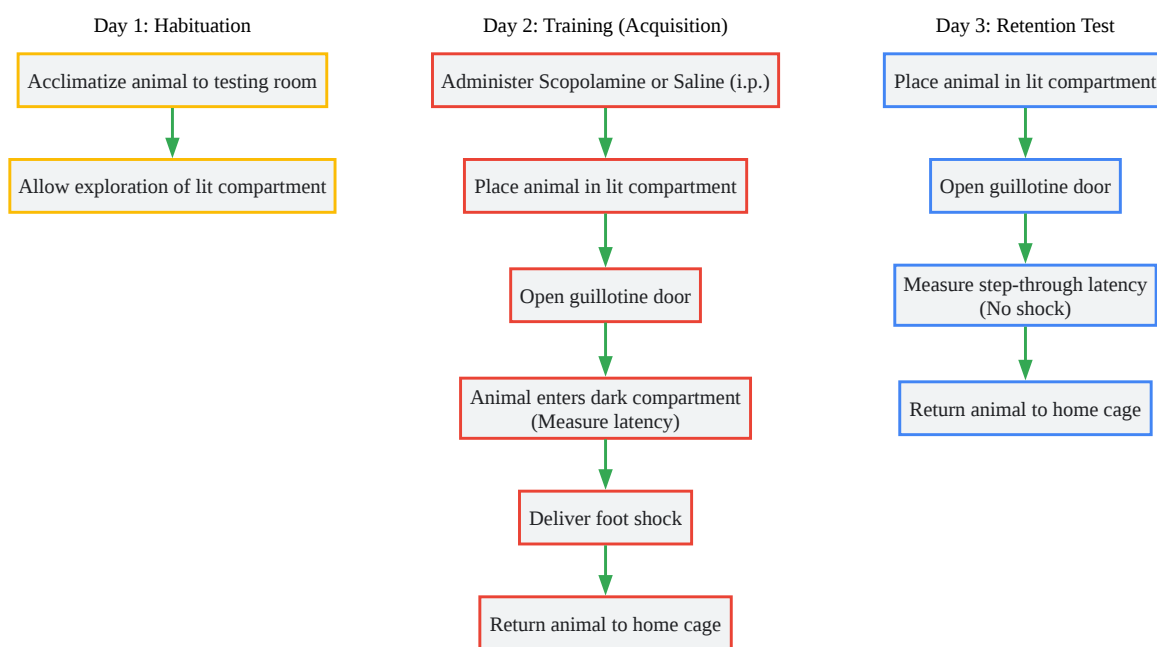 Day 1: Habituation
Acclimatize animal to testing room
Allow exploration of lit compartment
Day 2: Training (Acquisition)
Administer Scopolamine or Saline (i.p.)
Place animal in lit compartment
Open guillotine door
Animal enters dark compartment
(Measure latency)
Deliver foot shock
Return animal to home cage
Day 3: Retention Test
Place animal in lit compartment
Open guillotine door
Measure step-through latency
(No shock)
Return animal to home cage